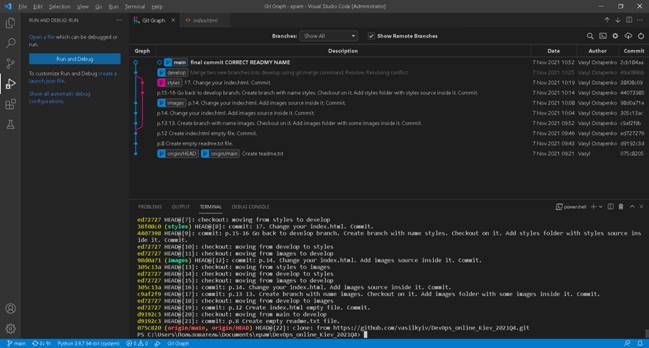 File Edit Selection View Go Run Terminal Help
Git Graph - epam - Visual Studio Code [Administrator]
RUN AND DEBUG: RUN
Git Graph
index.html
Open a file which can be debugged or run.
Run and Debug
To customize Run and Debug create a launch.json file.
Show all automatic debug configurations.
Branches: Show All
Show Remote Branches
Graph Description Date Author Commit
main final commit CORRECT README NAME 7 Nov 2021 10:52 Vasyl Ostapenko
develop Merge two new branches into develop using git merge command. Resolve. Resolving conflict 7 Nov 2021 10:25 Vasyl Ostapenko
styles 17. Change your index.html. Commit. 7 Nov 2021 10:19 Vasyl Ostapenko 38f08c0
p.15-16 Go back to develop branch. Create branch with name styles. Checkout on it. Add styles folder with styles source inside it. Commit. 7 Nov 2021 10:14 Vasyl Ostapenko 44073985
images p.14. Change your index.html. Add images source inside it. Commit. 7 Nov 2021 10:08 Vasyl Ostapenko 98d0a71
p.14. Change your index.html. Add images source inside it. Commit. 7 Nov 2021 10:04 Vasyl Ostapenko 305c13ac
p.13 13. Create branch with name images. Checkout on it. Add images folder with some images inside it. Commit. 7 Nov 2021 09:52 Vasyl Ostapenko c9af2f9
p.12 Create index.html empty file. Commit. 7 Nov 2021 09:46 Vasyl Ostapenko ed727279
p.8 Create empty readme.txt file. 7 Nov 2021 09:43 Vasyl Ostapenko d9192c3d
origin/HEAD origin/main Create readme.txt 7 Nov 2021 09:21 Vasyl 075c8205
PROBLEMS OUTPUT TERMINAL DEBUG CONSOLE
powershell
ed72727 HEAD@{7}: checkout: moving from styles to develop
38f08c0 (styles) HEAD@{8}: commit: 17. Change your index.html. Commit.
4407398 HEAD@{9}: commit: p.15-16 Go back to develop branch. Create branch with name styles. Checkout on it. Add styles folder with styles source ins
ide it. Commit.
ed72727 HEAD@{10}: checkout: moving from develop to styles
ed72727 HEAD@{11}: checkout: moving from images to develop
98d0a71 (images) HEAD@{12}: commit: p.14. Change your index.html. Add images source inside it. Commit.
305c13a HEAD@{13}: checkout: moving from styles to images
ed72727 HEAD@{14}: checkout: moving from develop to styles
ed72727 HEAD@{15}: checkout: moving from images to develop
305c13a HEAD@{16}: commit: p.14. Change your index.html. Add images source inside it. Commit.
c9af2f9 HEAD@{17}: commit: p.13 13. Create branch with name images. Checkout on it. Add images folder with some images inside it. Commit.
ed72727 HEAD@{18}: checkout: moving from develop to images
ed72727 HEAD@{19}: commit: p.12 Create index.html empty file. Commit.
d9192c3 HEAD@{20}: checkout: moving from main to develop
d9192c3 HEAD@{21}: commit: p.8 Create empty readme.txt file.
075c820 (origin/main, origin/HEAD) HEAD@{22}: clone: from https://github.com/vasilkyiv/DevOps_online_Kiev_2021Q4.git
PS C:\Users\Пользователь\Documents\epam\DevOps_online_Kiev_2021Q4>
main Python 3.9.7 64-bit (system) 0 0 Git Graph